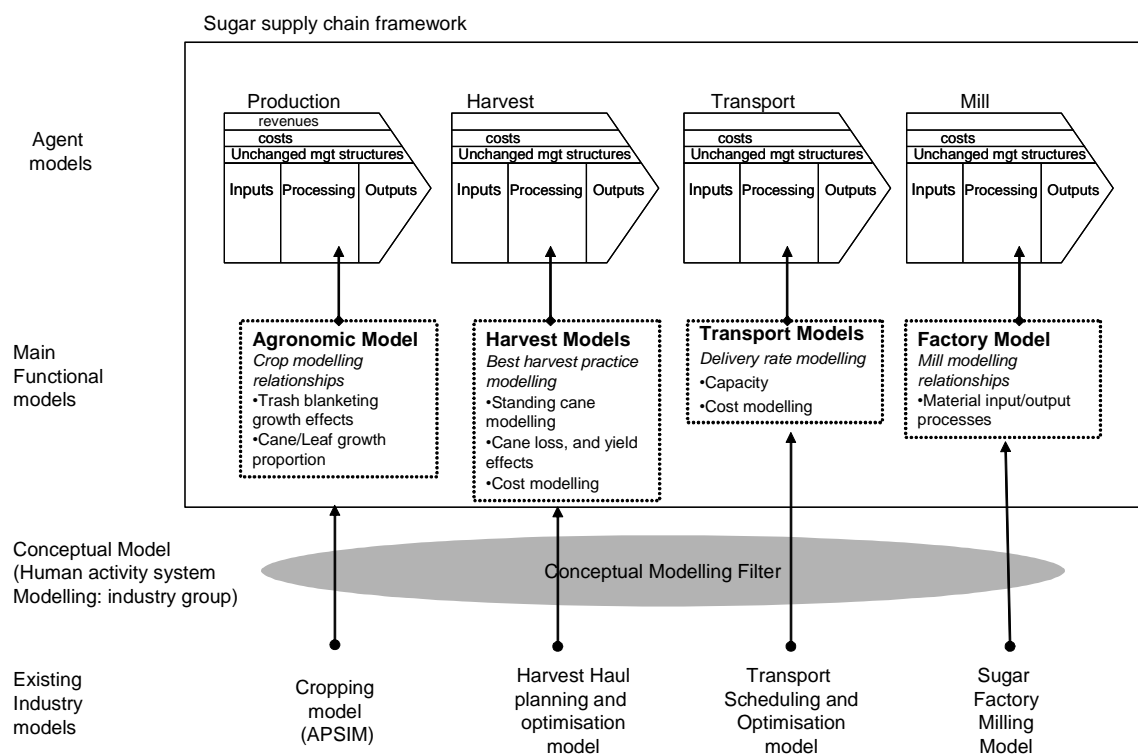 Sugar supply chain framework
Agent
models
Production
revenues
costs
Unchanged mgt structures
Inputs
Processing
Outputs
Harvest
costs
Unchanged mgt structures
Inputs
Processing
Outputs
Transport
costs
Unchanged mgt structures
Inputs
Processing
Outputs
Mill
costs
Unchanged mgt structures
Inputs
Processing
Outputs
Main
Functional
models
Agronomic Model
Crop modelling
relationships
•Trash blanketing
growth effects
•Cane/Leaf growth
proportion
Harvest Models
Best harvest practice
modelling
•Standing cane
modelling
•Cane loss, and yield
effects
•Cost modelling
Transport Models
Delivery rate modelling
•Capacity
•Cost modelling
Factory Model
Mill modelling
relationships
•Material input/output
processes
Conceptual Model
(Human activity system
Modelling: industry group)
Conceptual Modelling Filter
Existing
Industry
models
Cropping
model
(APSIM)
Harvest Haul
planning and
optimisation
model
Transport
Scheduling and
Optimisation
model
Sugar
Factory
Milling
Model